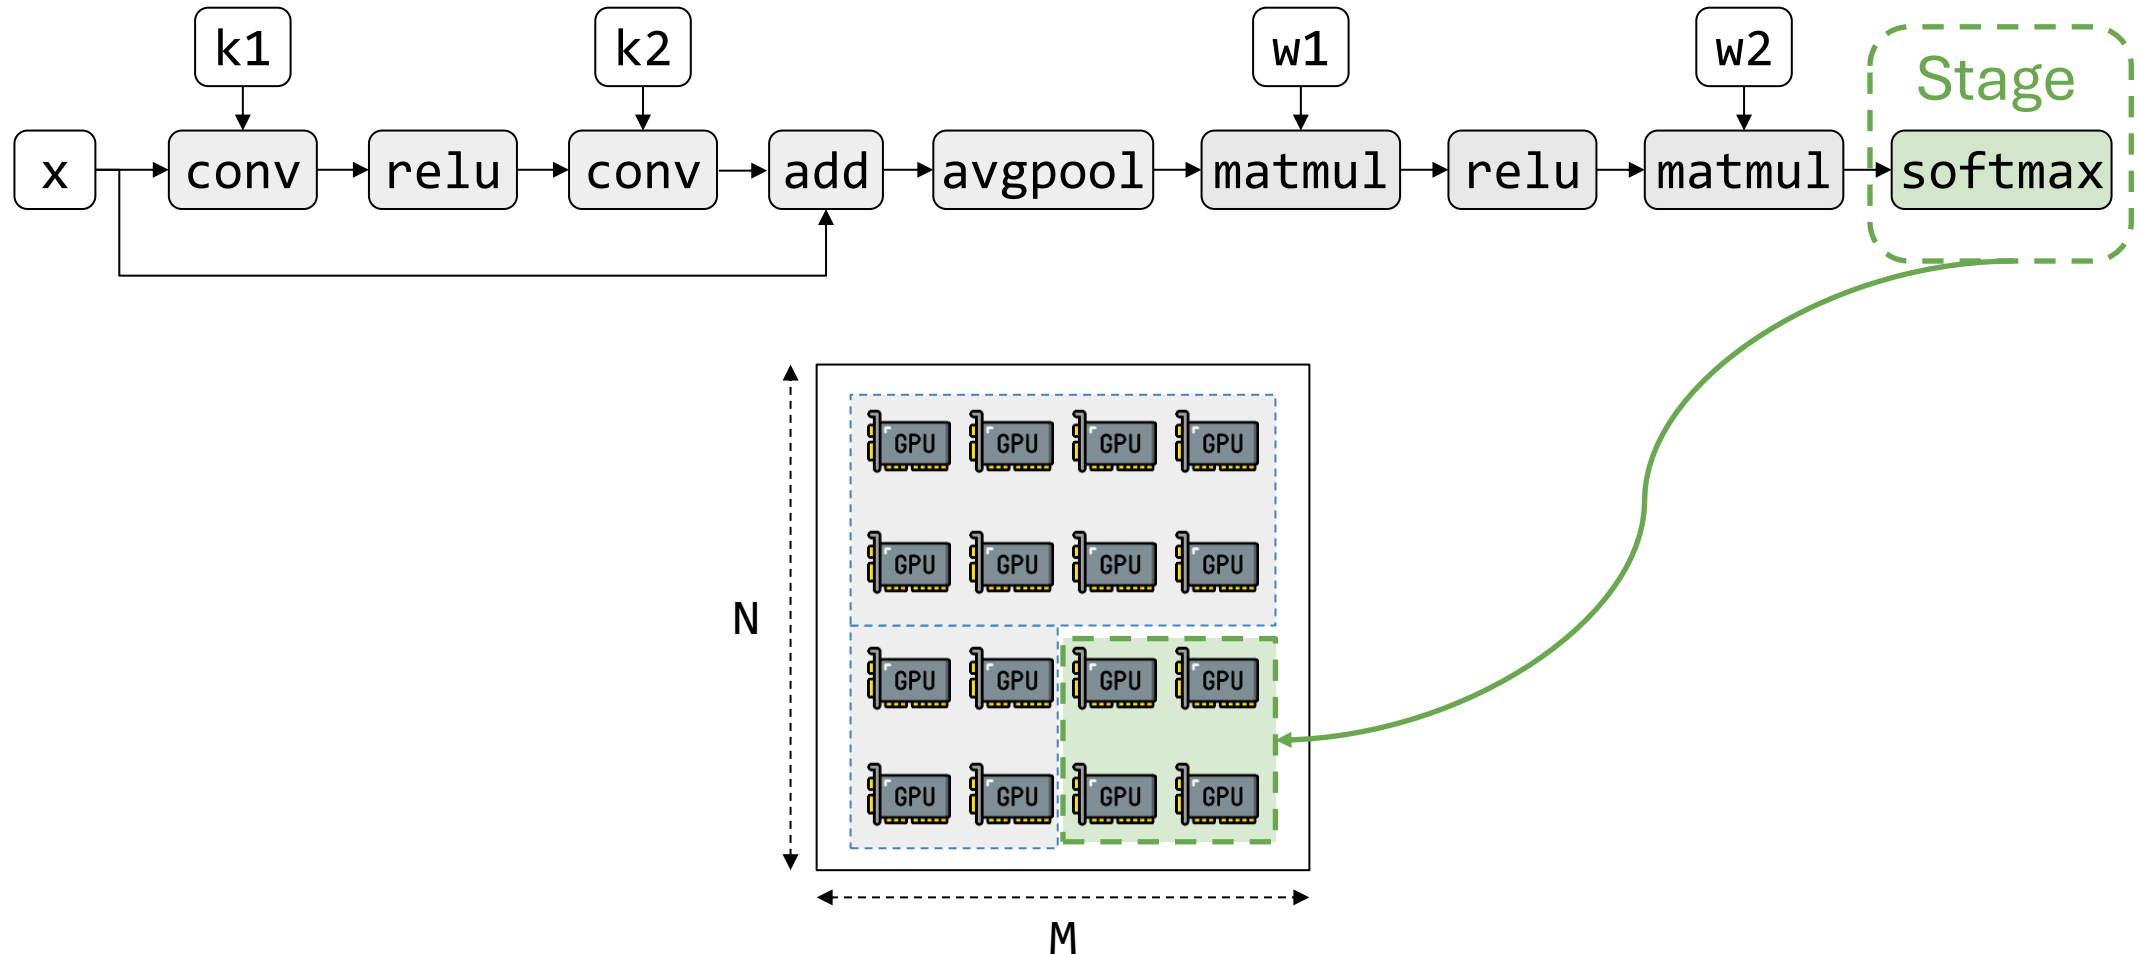 k1
k2
w1
w2
Stage
x
conv
relu
conv
add
avgpool
matmul
relu
matmul
softmax
GPU GPU GPU GPU
GPU GPU GPU GPU
N
GPU GPU GPU GPU
GPU GPU GPU GPU
M